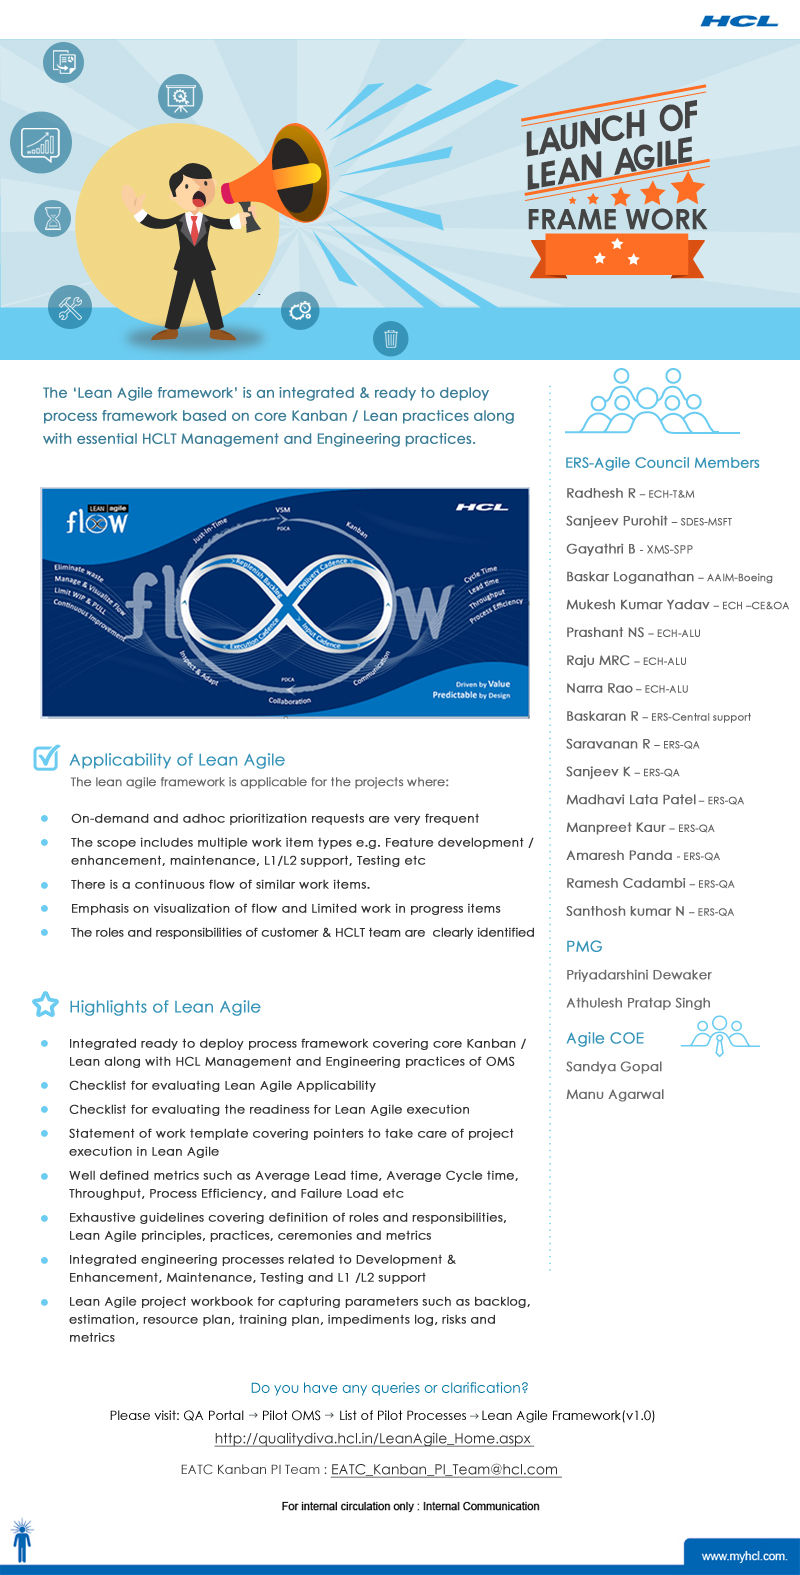 HCL
LAUNCH OF
LEAN AGILE
FRAME WORK
The ‘Lean Agile framework’ is an integrated & ready to deploy
process framework based on core Kanban / Lean practices along
with essential HCLT Management and Engineering practices.
LEAN agile
flow
HCL
VSM
PDCA
Just-In-Time
Kanban
Eliminate waste
Manage & Visualize Flow
Limit WIP & PULL
Continuous Improvement
Replenish Backlog
Delivery Cadence
Execution Cadence
Input Cadence
flow
Cycle Time
Lead time
Throughput
Process Efficiency
Inspect & Adapt
PDCA
Collaboration
Communication
Driven by Value
Predictable by Design
Applicability of Lean Agile
The lean agile framework is applicable for the projects where:
On-demand and adhoc prioritization requests are very frequent
The scope includes multiple work item types e.g. Feature development /
enhancement, maintenance, L1/L2 support, Testing etc
There is a continuous flow of similar work items.
Emphasis on visualization of flow and Limited work in progress items
The roles and responsibilities of customer & HCLT team are clearly identified
Highlights of Lean Agile
Integrated ready to deploy process framework covering core Kanban /
Lean along with HCL Management and Engineering practices of OMS
Checklist for evaluating Lean Agile Applicability
Checklist for evaluating the readiness for Lean Agile execution
Statement of work template covering pointers to take care of project
execution in Lean Agile
Well defined metrics such as Average Lead time, Average Cycle time,
Throughput, Process Efficiency, and Failure Load etc
Exhaustive guidelines covering definition of roles and responsibilities,
Lean Agile principles, practices, ceremonies and metrics
Integrated engineering processes related to Development &
Enhancement, Maintenance, Testing and L1 /L2 support
Lean Agile project workbook for capturing parameters such as backlog,
estimation, resource plan, training plan, impediments log, risks and
metrics
ERS-Agile Council Members
Radhesh R – ECH-T&M
Sanjeev Purohit – SDES-MSFT
Gayathri B - XMS-SPP
Baskar Loganathan – AAIM-Boeing
Mukesh Kumar Yadav – ECH –CE&OA
Prashant NS – ECH-ALU
Raju MRC – ECH-ALU
Narra Rao – ECH-ALU
Baskaran R – ERS-Central support
Saravanan R – ERS-QA
Sanjeev K – ERS-QA
Madhavi Lata Patel – ERS-QA
Manpreet Kaur – ERS-QA
Amaresh Panda - ERS-QA
Ramesh Cadambi – ERS-QA
Santhosh kumar N – ERS-QA
PMG
Priyadarshini Dewaker
Athulesh Pratap Singh
Agile COE
Sandya Gopal
Manu Agarwal
Do you have any queries or clarification?
Please visit: QA Portal → Pilot OMS → List of Pilot Processes → Lean Agile Framework(v1.0)
http://qualitydiva.hcl.in/LeanAgile_Home.aspx
EATC Kanban PI Team : EATC_Kanban_PI_Team@hcl.com
For internal circulation only : Internal Communication
www.myhcl.com.